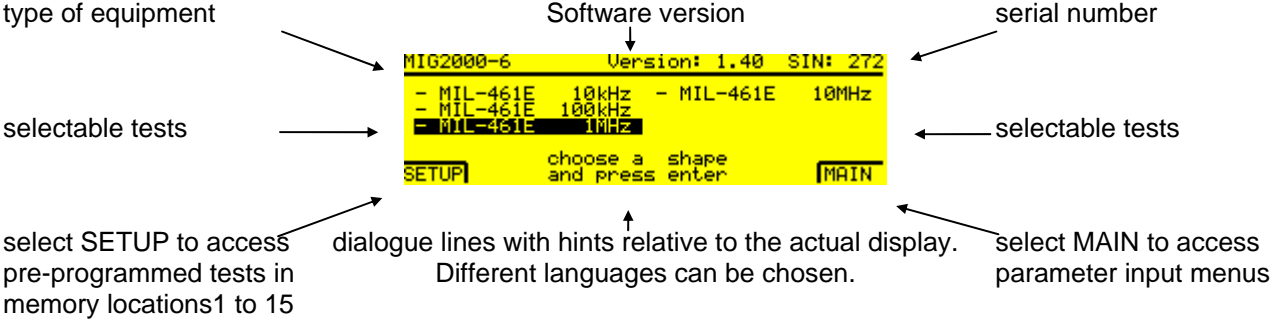 type of equipment Software version serial number
MIG2000-6 Version: 1.40 SIN: 272
- MIL-461E 10kHz - MIL-461E 10MHz
- MIL-461E 100kHz
- MIL-461E 1MHz
selectable tests selectable tests
choose a shape
SETUP and press enter MAIN
select SETUP to access dialogue lines with hints relative to the actual display. select MAIN to access
pre-programmed tests in Different languages can be chosen. parameter input menus
memory locations1 to 15